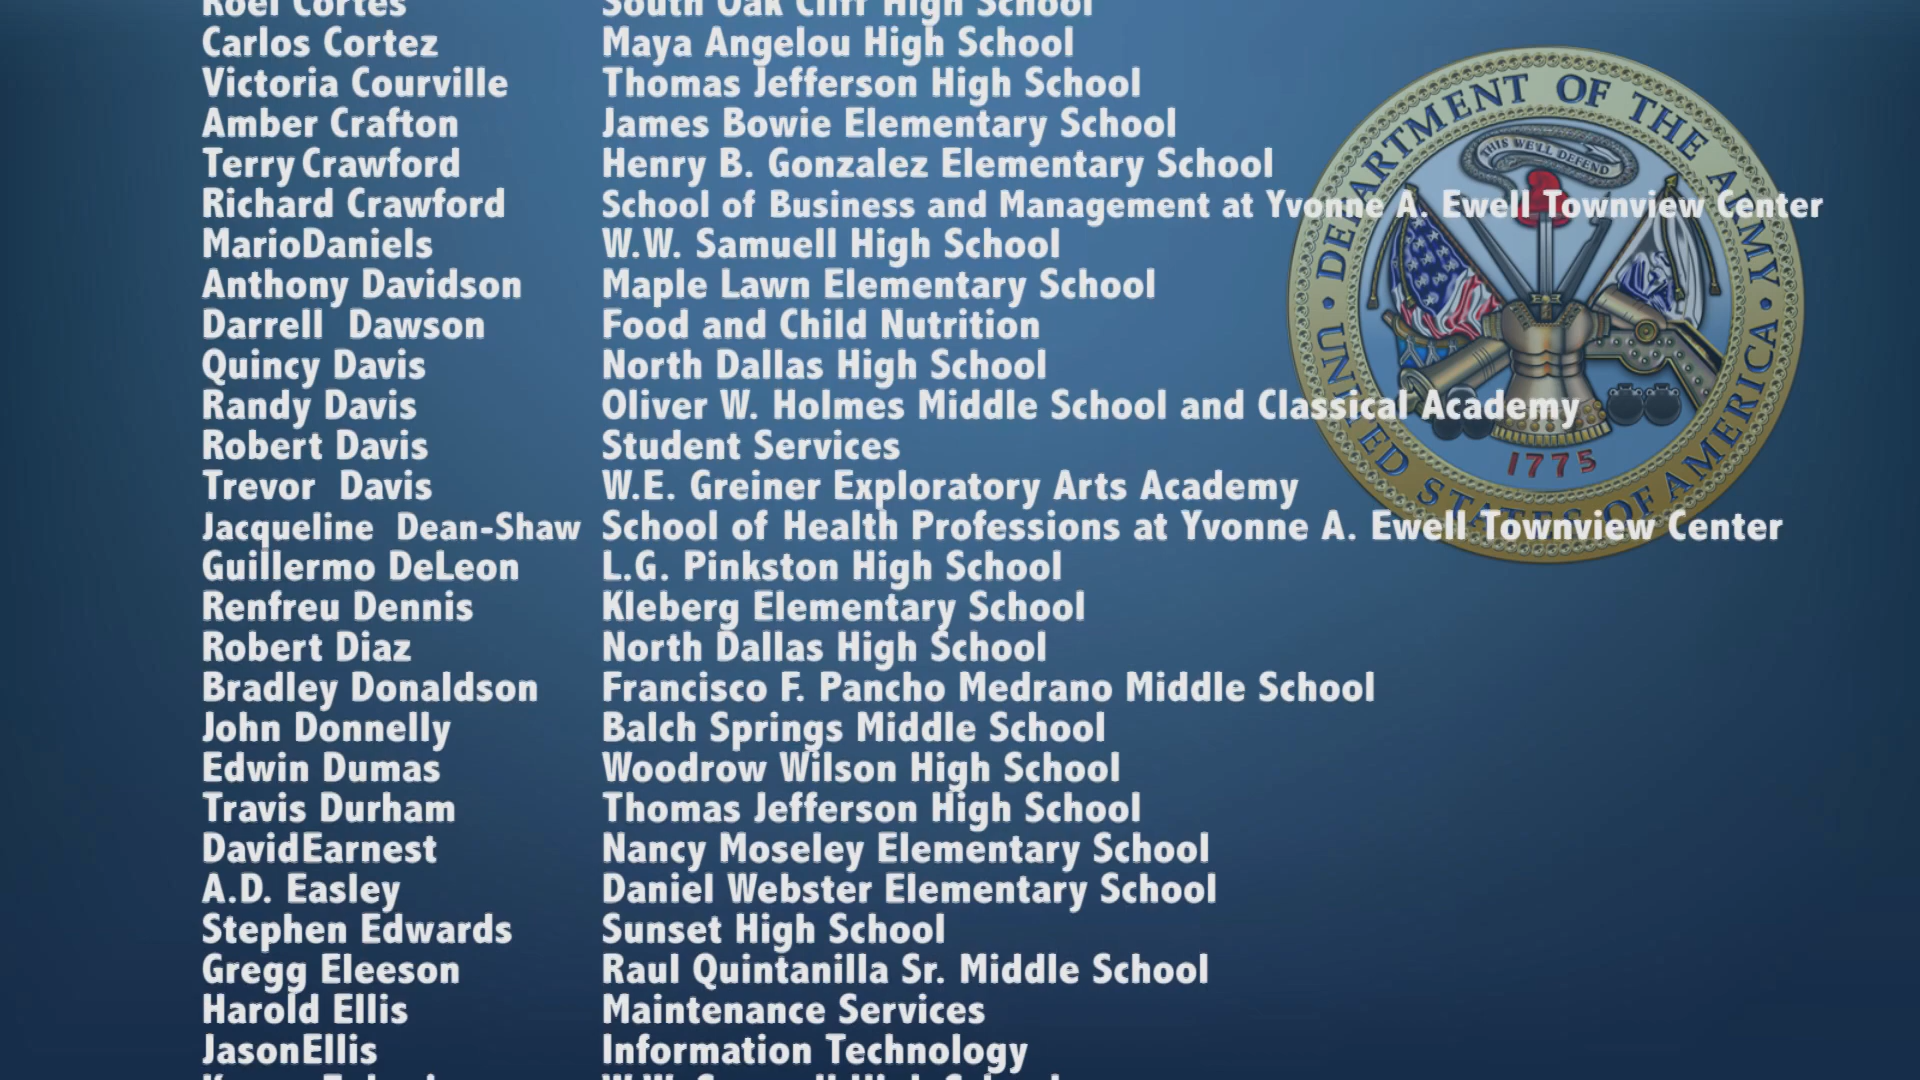 Roel Cortes South Oak Cliff High School
Carlos Cortez Maya Angelou High School
Victoria Courville Thomas Jefferson High School
Amber Crafton James Bowie Elementary School
Terry Crawford Henry B. Gonzalez Elementary School
Richard Crawford School of Business and Management at Yvonne A. Ewell Townview Center
MarioDaniels W.W. Samuell High School
Anthony Davidson Maple Lawn Elementary School
Darrell Dawson Food and Child Nutrition
Quincy Davis North Dallas High School
Randy Davis Oliver W. Holmes Middle School and Classical Academy
Robert Davis Student Services
Trevor Davis W.E. Greiner Exploratory Arts Academy
Jacqueline Dean-Shaw School of Health Professions at Yvonne A. Ewell Townview Center
Guillermo DeLeon L.G. Pinkston High School
Renfreu Dennis Kleberg Elementary School
Robert Diaz North Dallas High School
Bradley Donaldson Francisco F. Pancho Medrano Middle School
John Donnelly Balch Springs Middle School
Edwin Dumas Woodrow Wilson High School
Travis Durham Thomas Jefferson High School
DavidEarnest Nancy Moseley Elementary School
A.D. Easley Daniel Webster Elementary School
Stephen Edwards Sunset High School
Gregg Eleeson Raul Quintanilla Sr. Middle School
Harold Ellis Maintenance Services
JasonEllis Information Technology
DEPARTMENT OF THE ARMY
THIS WE'LL DEFEND
1775
UNITED STATES OF AMERICA